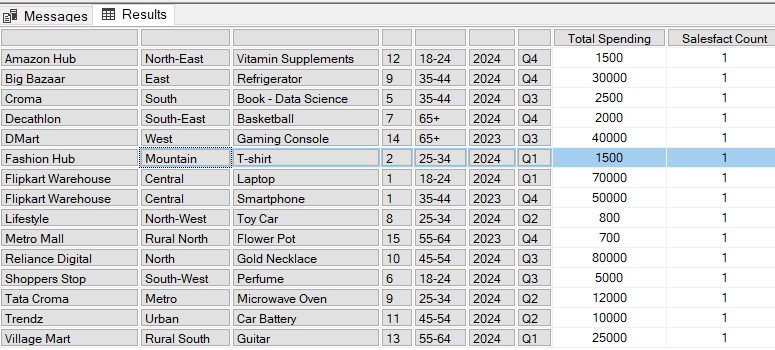 Messages Results
Total Spending Salesfact Count
Amazon Hub North-East Vitamin Supplements 12 18-24 2024 Q4 1500 1
Big Bazaar East Refrigerator 9 35-44 2024 Q4 30000 1
Croma South Book - Data Science 5 35-44 2024 Q3 2500 1
Decathlon South-East Basketball 7 65+ 2024 Q4 2000 1
DMart West Gaming Console 14 65+ 2023 Q3 40000 1
Fashion Hub Mountain T-shirt 2 25-34 2024 Q1 1500 1
Flipkart Warehouse Central Laptop 1 18-24 2024 Q1 70000 1
Flipkart Warehouse Central Smartphone 1 35-44 2023 Q4 50000 1
Lifestyle North-West Toy Car 8 25-34 2024 Q2 800 1
Metro Mall Rural North Flower Pot 15 55-64 2023 Q4 700 1
Reliance Digital North Gold Necklace 10 45-54 2024 Q3 80000 1
Shoppers Stop South-West Perfume 6 18-24 2024 Q3 5000 1
Tata Croma Metro Microwave Oven 9 25-34 2024 Q2 12000 1
Trendz Urban Car Battery 11 45-54 2024 Q2 10000 1
Village Mart Rural South Guitar 13 55-64 2024 Q1 25000 1